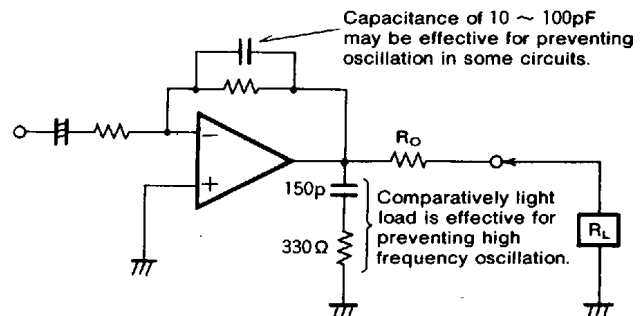 Capacitance of 10 ~ 100pF
may be effective for preventing
oscillation in some circuits.
−
+
RO
150p
330Ω
Comparatively light
load is effective for
preventing high
frequency oscillation.
RL